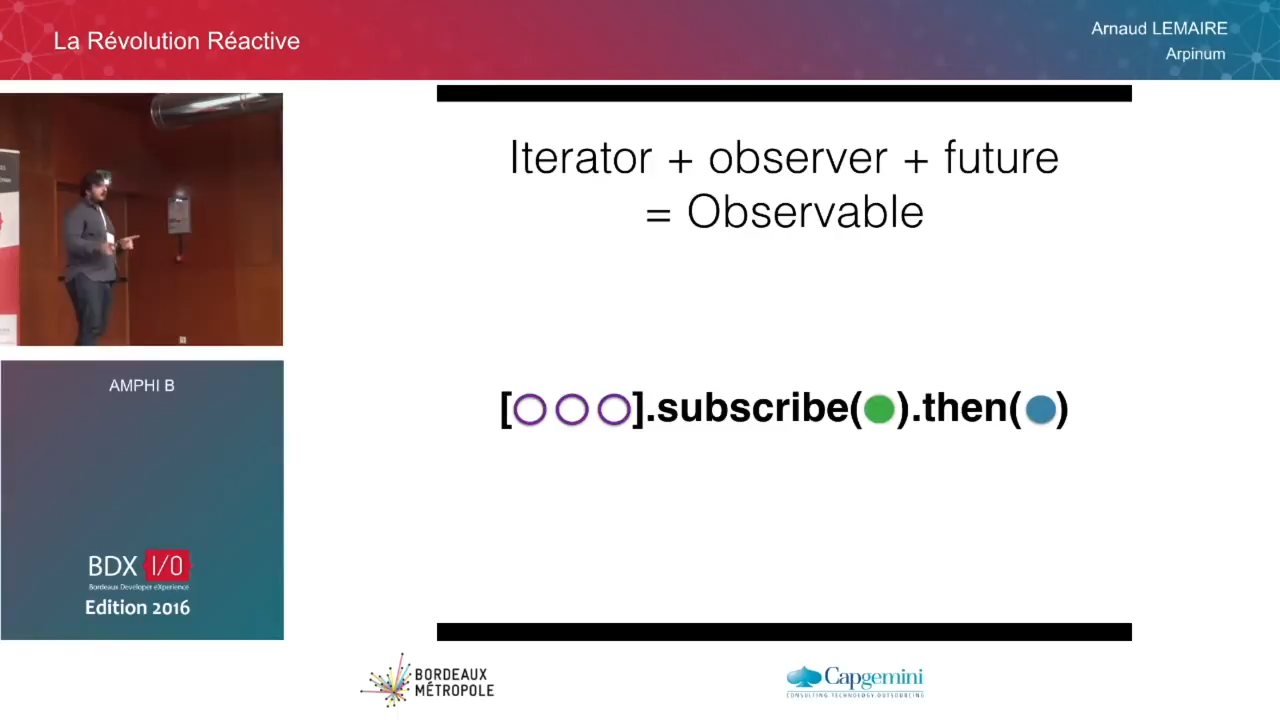 La Révolution Réactive
Arnaud LEMAIRE
Arpinum
Iterator + observer + future
= Observable
[○○○].subscribe(●).then(●)
AMPHI B
BDX I/O
Bordeaux Developer eXperience
Edition 2016
BORDEAUX
MÉTROPOLE
Capgemini
CONSULTING.TECHNOLOGY.OUTSOURCING